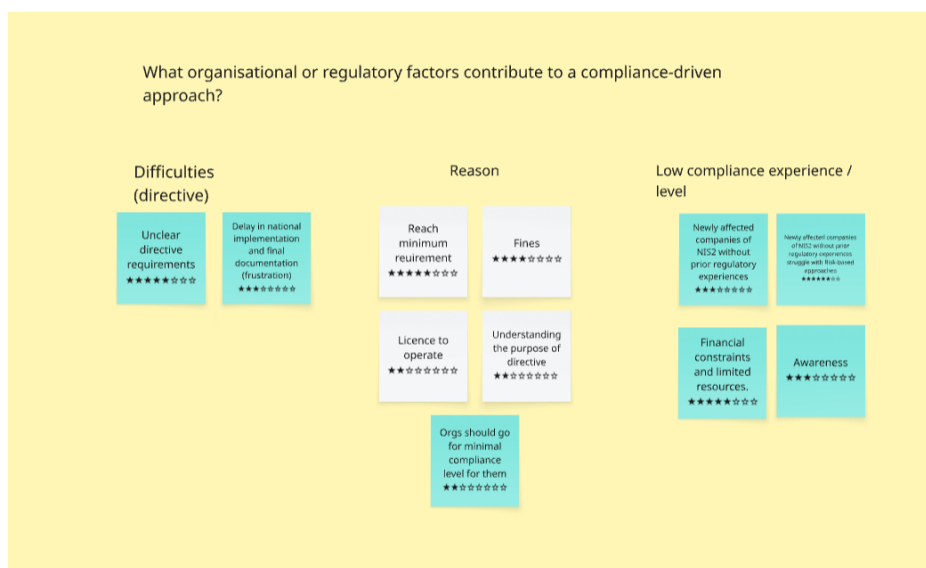 What organisational or regulatory factors contribute to a compliance-driven
approach?
Difficulties
(directive)
Unclear
directive
requirements
★★★★★☆☆☆
Delay in national
implementation
and final
documentation
(frustration)
★★★☆☆☆☆☆
Reason
Reach
minimum
reuirement
★★★★★☆☆☆
Fines
★★★★☆☆☆☆
Licence to
operate
★★☆☆☆☆☆☆
Understanding
the purpose of
directive
★★☆☆☆☆☆☆
Orgs should go
for minimal
compliance
level for them
★★☆☆☆☆☆☆
Low compliance experience /
level
Newly affected
companies of
NIS2 without
prior regulatory
experiences
★★★☆☆☆☆☆
Newly affected companies
of NIS2 without prior
regulatory experiences
struggle with Risk-based
approaches
★★★★★★☆☆
Financial
constraints
and limited
resources.
★★★★★☆☆☆
Awareness
★★★☆☆☆☆☆